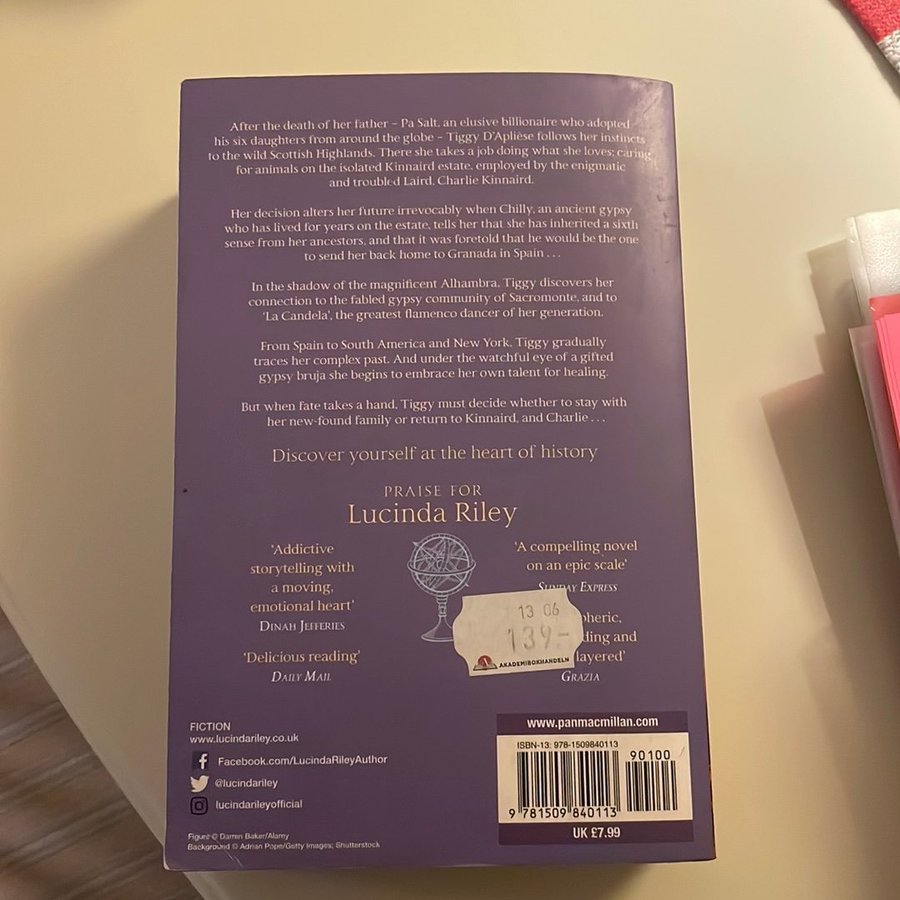 After the death of her father – Pa Salt, an elusive billionaire who adopted
his six daughters from around the globe – Tiggy D'Aplièse follows her instincts
to the wild Scottish Highlands. There she takes a job doing what she loves; caring
for animals on the isolated Kinnaird estate, employed by the enigmatic
and troubled Laird, Charlie Kinnaird.
Her decision alters her future irrevocably when Chilly, an ancient gypsy
who has lived for years on the estate, tells her that she has inherited a sixth
sense from her ancestors, and that it was foretold that he would be the one
to send her back home to Granada in Spain . . .
In the shadow of the magnificent Alhambra, Tiggy discovers her
connection to the fabled gypsy community of Sacromonte, and to
'La Candela', the greatest flamenco dancer of her generation.
From Spain to South America and New York, Tiggy gradually
traces her complex past. And under the watchful eye of a gifted
gypsy bruja she begins to embrace her own talent for healing.
But when fate takes a hand, Tiggy must decide whether to stay with
her new-found family or return to Kinnaird, and Charlie . . .
Discover yourself at the heart of history
PRAISE FOR
Lucinda Riley
'Addictive
storytelling with
a moving,
emotional heart'
DINAH JEFFERIES
'Delicious reading'
DAILY MAIL
'A compelling novel
on an epic scale'
SUNDAY EXPRESS
pheric,
ding and
layered'
GRAZIA
13 06
139:-
AKADEMIBOKHANDELN
FICTION
www.lucindariley.co.uk
Facebook.com/LucindaRileyAuthor
@lucindariley
lucindarileyofficial
Figure © Darren Baker/Alamy
Background © Adrian Pope/Getty Images; Shutterstock
www.panmacmillan.com
ISBN-13: 978-1509840113
90100
9 781509 840113
UK £7.99